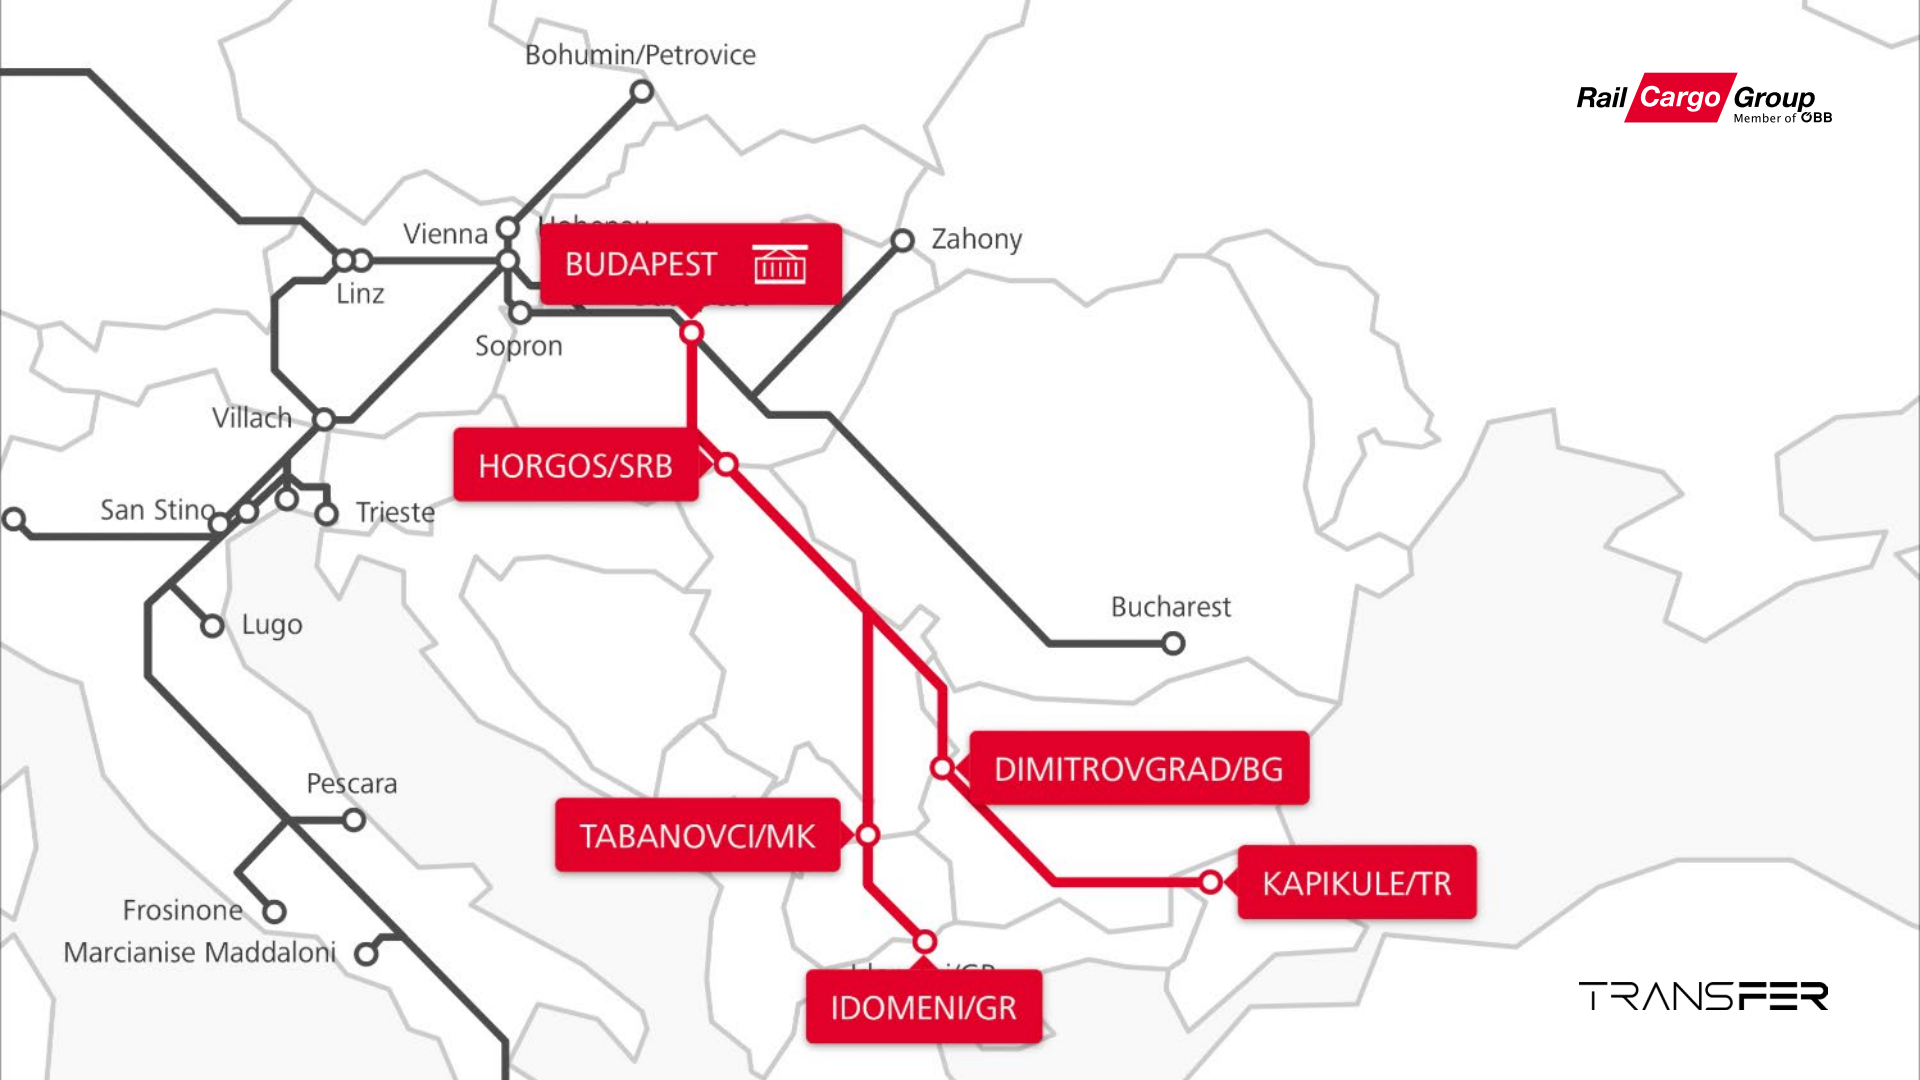 Bohumin/Petrovice
Rail Cargo Group
Member of ÖBB
Vienna
Zahony
BUDAPEST
Linz
Sopron
Villach
HORGOS/SRB
San Stino
Trieste
Bucharest
Lugo
DIMITROVGRAD/BG
Pescara
TABANOVCI/MK
KAPIKULE/TR
Frosinone
Marcianise Maddaloni
IDOMENI/GR
TRANSFER